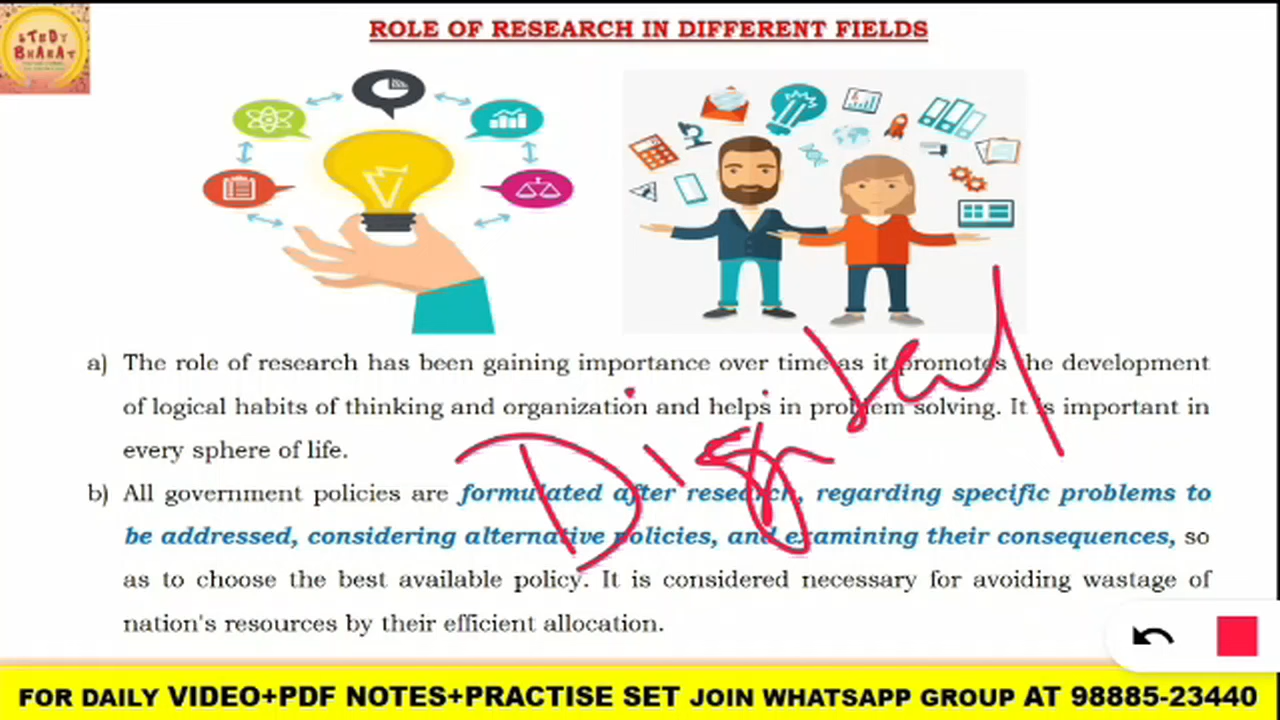 STEDY
BHARAT
ROLE OF RESEARCH IN DIFFERENT FIELDS
a) The role of research has been gaining importance over time as it promotes the development
of logical habits of thinking and organization and helps in problem solving. It is important in
every sphere of life.
b) All government policies are formulated after research, regarding specific problems to
be addressed, considering alternative policies, and examining their consequences, so
as to choose the best available policy. It is considered necessary for avoiding wastage of
nation's resources by their efficient allocation.
FOR DAILY VIDEO+PDF NOTES+PRACTISE SET JOIN WHATSAPP GROUP AT 98885-23440